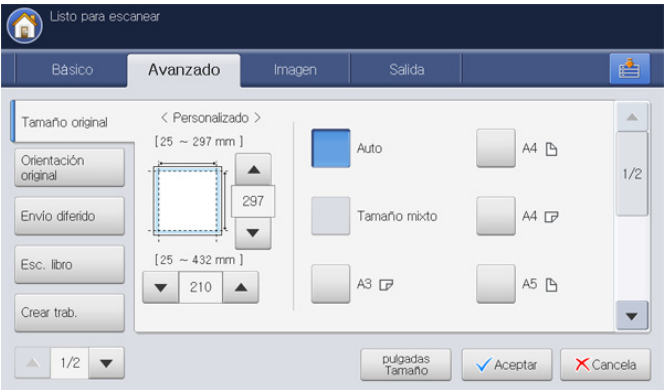 Listo para escanear
Básico
Avanzado
Imagen
Salida
Tamaño original
Orientación
original
Envío diferido
Esc. libro
Crear trab.
1/2
< Personalizado >
[25 ~ 297 mm ]
297
[25 ~ 432 mm ]
210
Auto
Tamaño mixto
A3
A4
A4
A5
1/2
pulgadas
Tamaño
Aceptar
Cancela